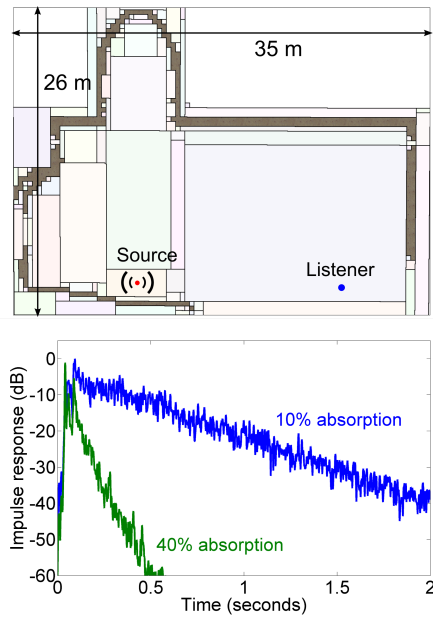 35 m
26 m
Source
Listener
Impulse response (dB)
0
-10
-20
-30
-40
-50
-60
10% absorption
40% absorption
0
0.5
1
1.5
2
Time (seconds)